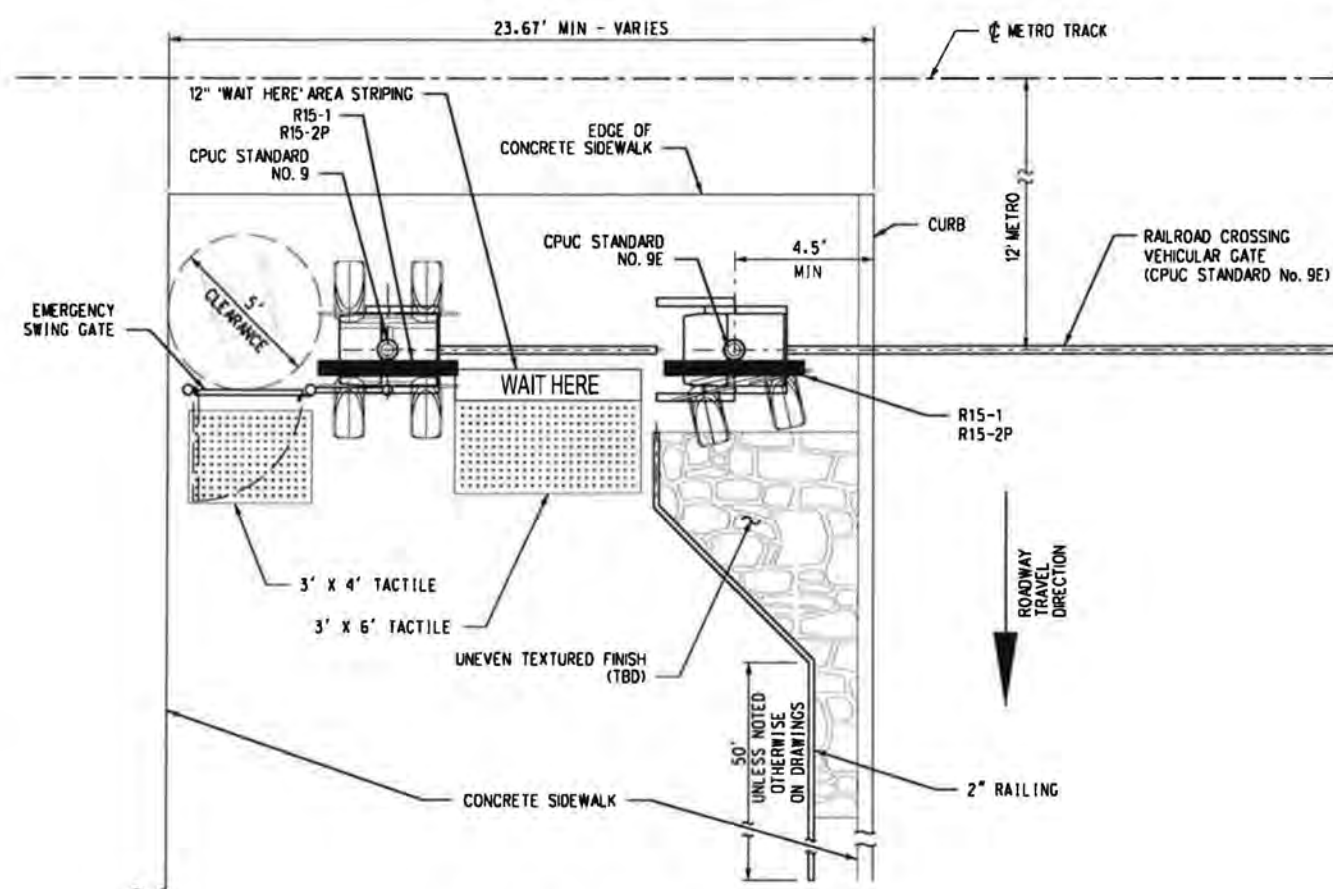 23.67' MIN - VARIES
℄ METRO TRACK
12" 'WAIT HERE' AREA STRIPING
R15-1
R15-2P
CPUC STANDARD
NO. 9
EDGE OF
CONCRETE SIDEWALK
CURB
12' METRO
CPUC STANDARD
NO. 9E
4.5'
MIN
RAILROAD CROSSING
VEHICULAR GATE
(CPUC STANDARD No. 9E)
5'
CLEARANCE
EMERGENCY
SWING GATE
WAIT HERE
R15-1
R15-2P
3' X 4' TACTILE
3' X 6' TACTILE
UNEVEN TEXTURED FINISH
(TBD)
ROADWAY
TRAVEL
DIRECTION
50'
UNLESS NOTED
OTHERWISE
ON DRAWINGS
CONCRETE SIDEWALK
2" RAILING